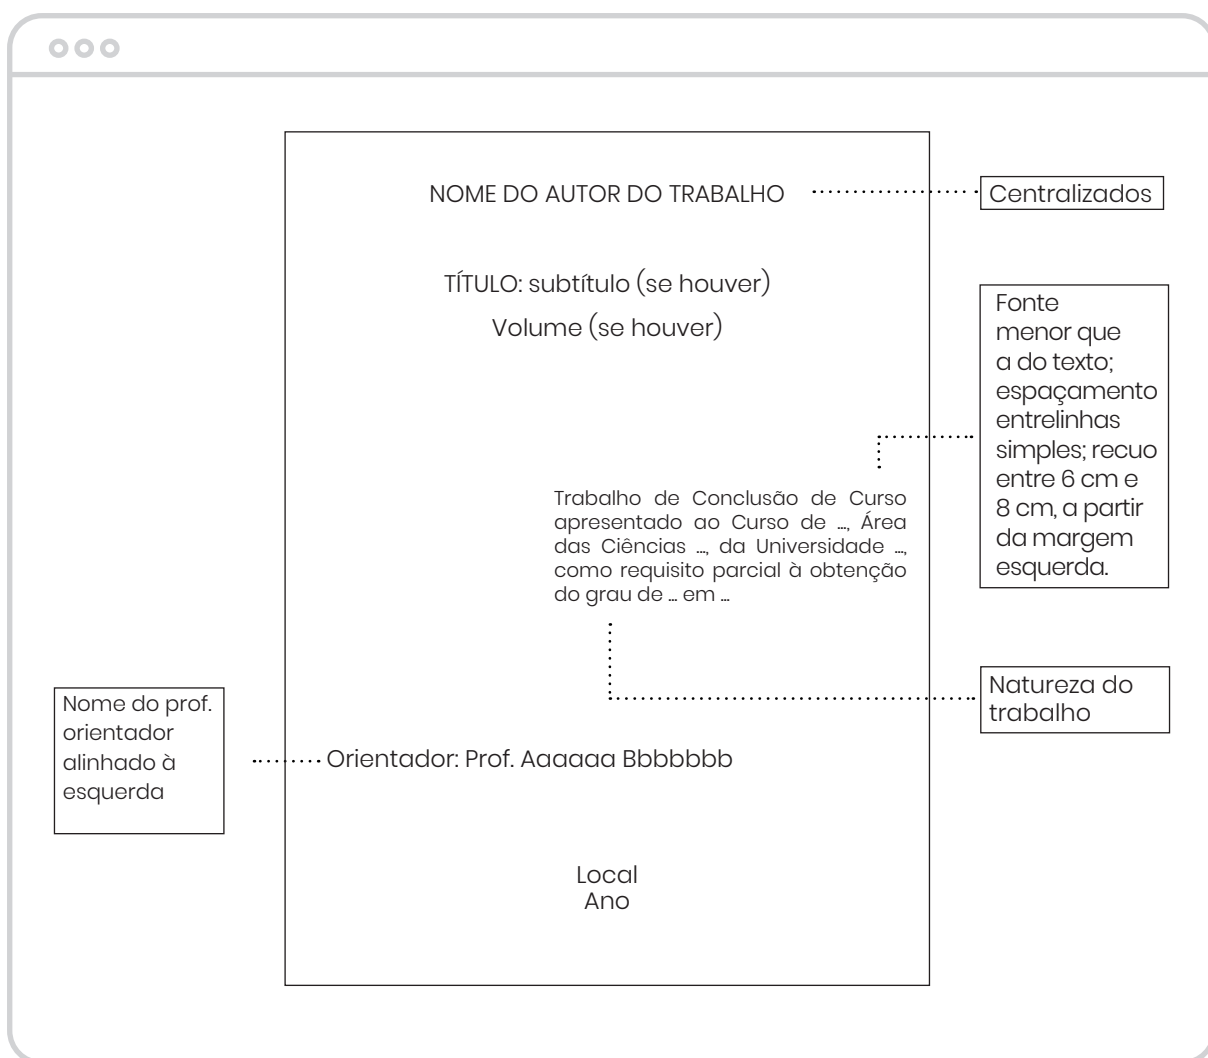 NOME DO AUTOR DO TRABALHO
Centralizados
TÍTULO: subtítulo (se houver)
Volume (se houver)
Fonte
menor que
a do texto;
espaçamento
entrelinhas
simples; recuo
entre 6 cm e
8 cm, a partir
da margem
esquerda.
Trabalho de Conclusão de Curso
apresentado ao Curso de ..., Área
das Ciências ..., da Universidade ...,
como requisito parcial à obtenção
do grau de ... em ...
Natureza do
trabalho
Nome do prof.
orientador
alinhado à
esquerda
Orientador: Prof. Aaaaaa Bbbbbbb
Local
Ano